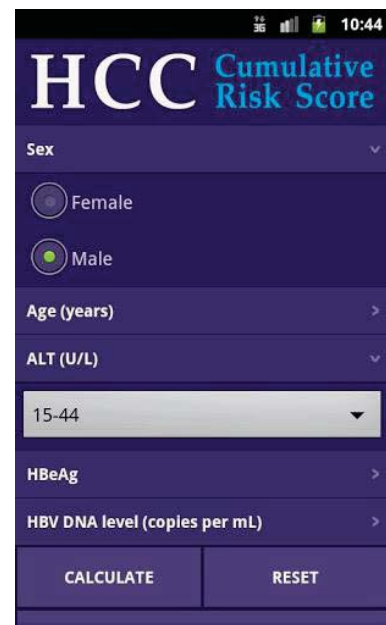 3G 10:44
HCC Cumulative
Risk Score
Sex
Female
Male
Age (years)
ALT (U/L)
15-44
HBeAg
HBV DNA level (copies per mL)
CALCULATE RESET